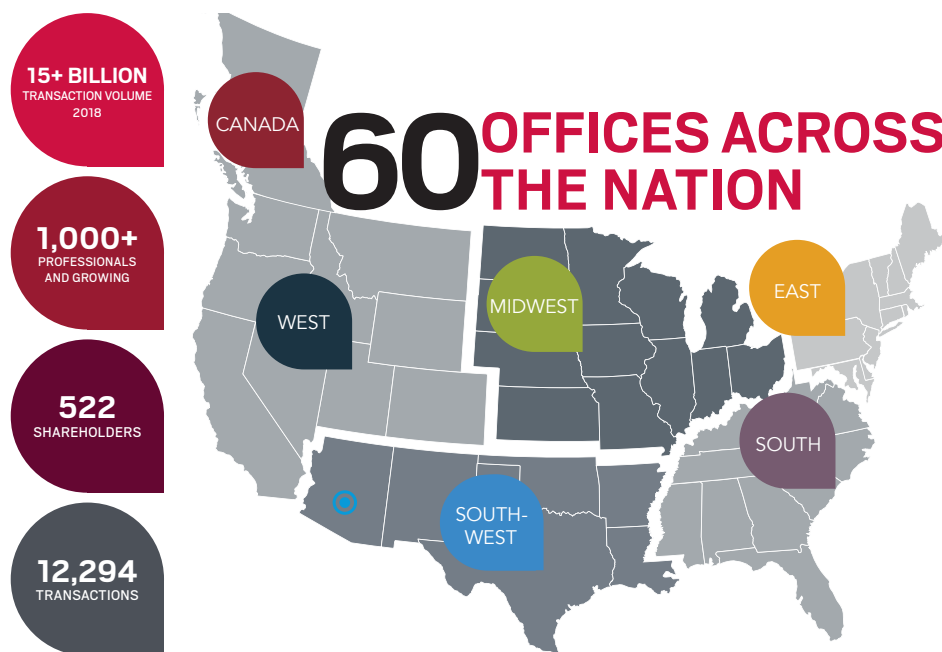 15+ BILLION
TRANSACTION VOLUME
2018
1,000+
PROFESSIONALS
AND GROWING
522
SHAREHOLDERS
12,294
TRANSACTIONS
60 OFFICES ACROSS
THE NATION
CANADA
WEST
MIDWEST
EAST
SOUTH
SOUTH-
WEST